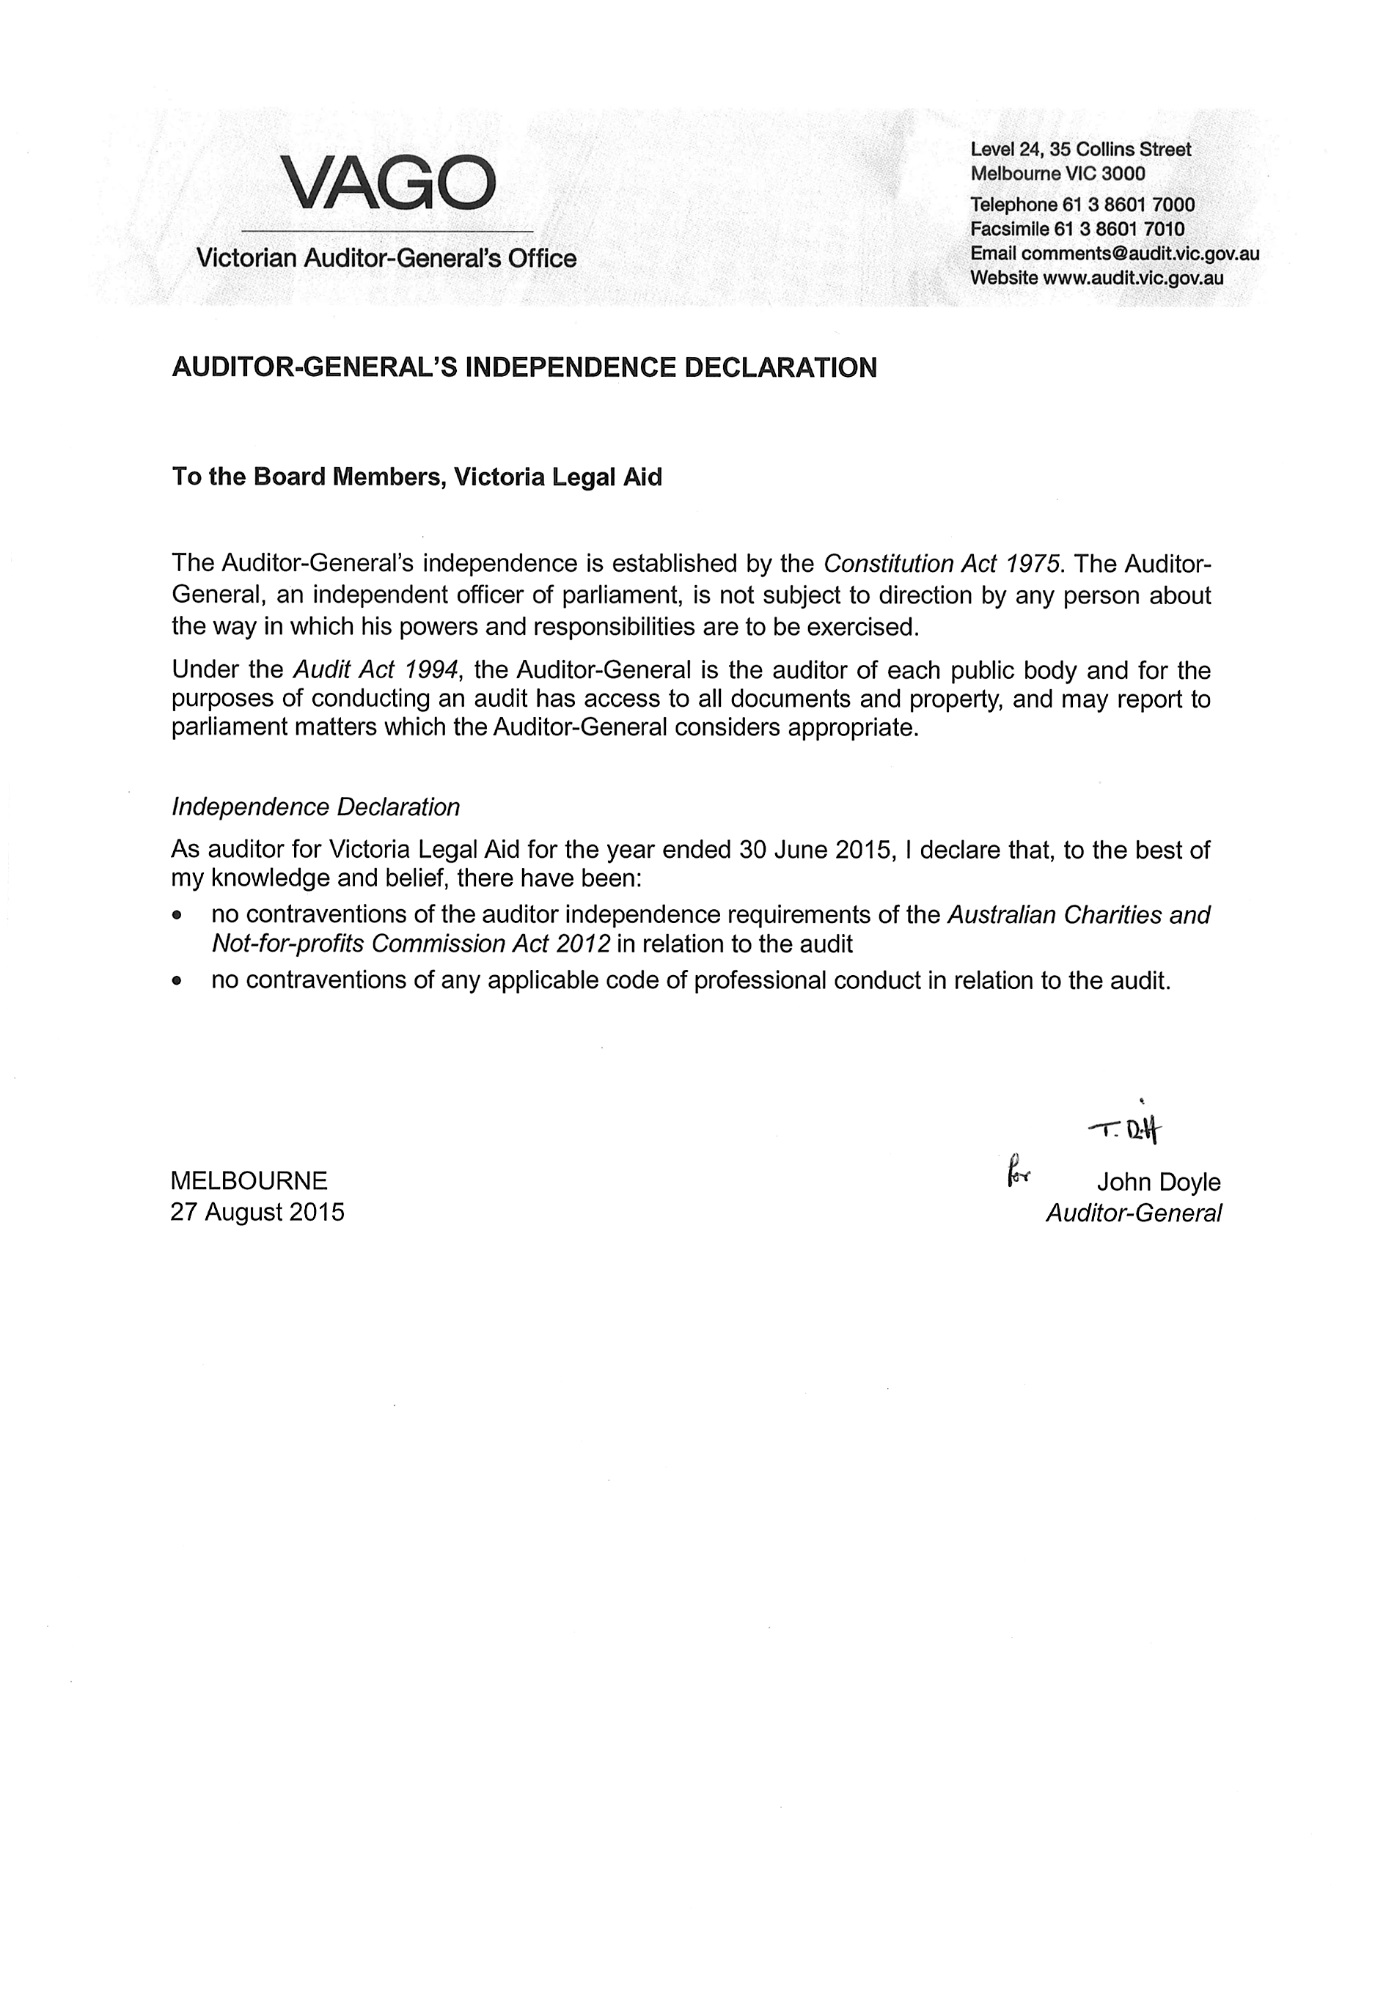 VAGO
Victorian Auditor-General's Office
Level 24, 35 Collins Street
Melbourne VIC 3000
Telephone 61 3 8601 7000
Facsimile 61 3 8601 7010
Email comments@audit.vic.gov.au
Website www.audit.vic.gov.au
AUDITOR-GENERAL'S INDEPENDENCE DECLARATION
To the Board Members, Victoria Legal Aid
The Auditor-General's independence is established by the Constitution Act 1975. The Auditor-
General, an independent officer of parliament, is not subject to direction by any person about
the way in which his powers and responsibilities are to be exercised.
Under the Audit Act 1994, the Auditor-General is the auditor of each public body and for the
purposes of conducting an audit has access to all documents and property, and may report to
parliament matters which the Auditor-General considers appropriate.
Independence Declaration
As auditor for Victoria Legal Aid for the year ended 30 June 2015, I declare that, to the best of
my knowledge and belief, there have been:
• no contraventions of the auditor independence requirements of the Australian Charities and
Not-for-profits Commission Act 2012 in relation to the audit
• no contraventions of any applicable code of professional conduct in relation to the audit.
MELBOURNE
27 August 2015
for John Doyle
Auditor-General